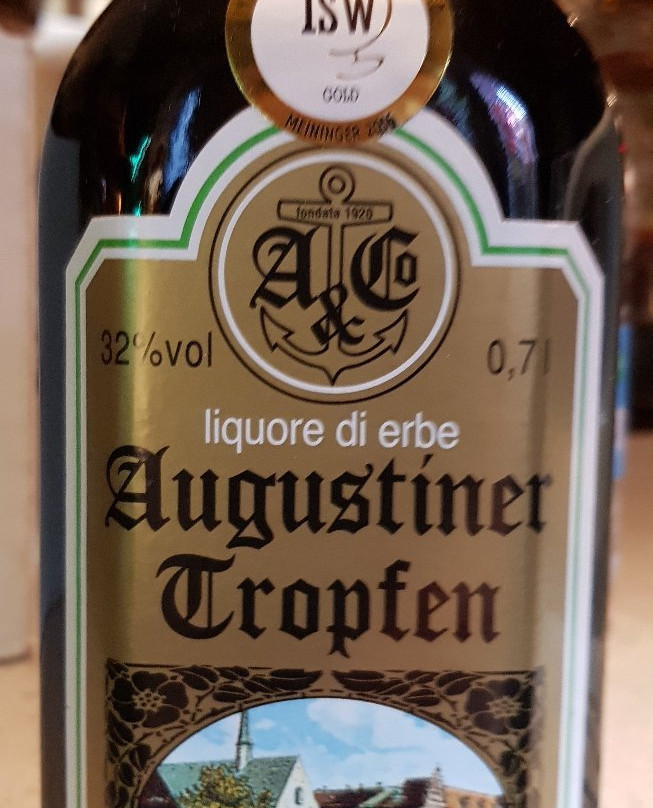 ISW
GOLD
MEININGER
fondata 1920
A & Co
32%vol
0,7l
liquore di erbe
Augustiner
Tropfen